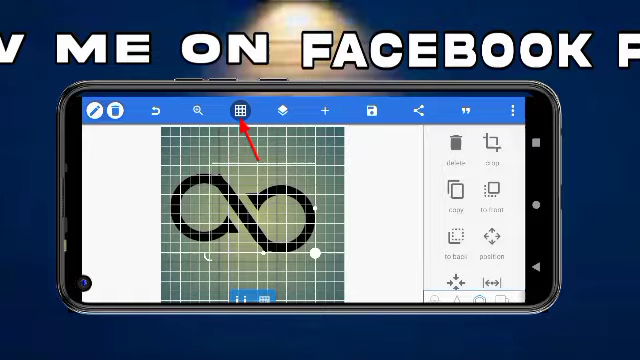 ME ON FACEBOOK
delete
crop
copy
to front
to back
position